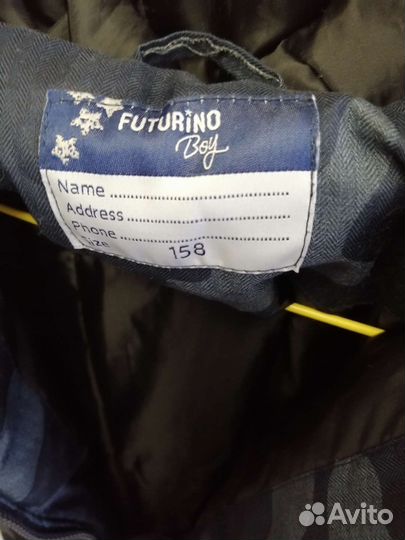 FUTURINO
Boy
Name
Address
Phone
Size 158
Avito